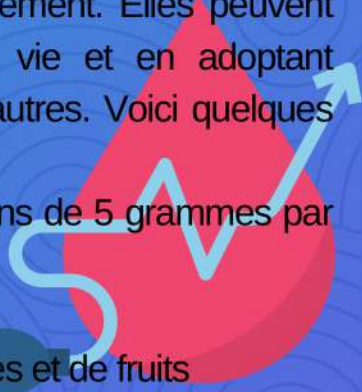 ement. Elles peuvent
vie et en adoptant
autres. Voici quelques
ns de 5 grammes par
es et de fruits